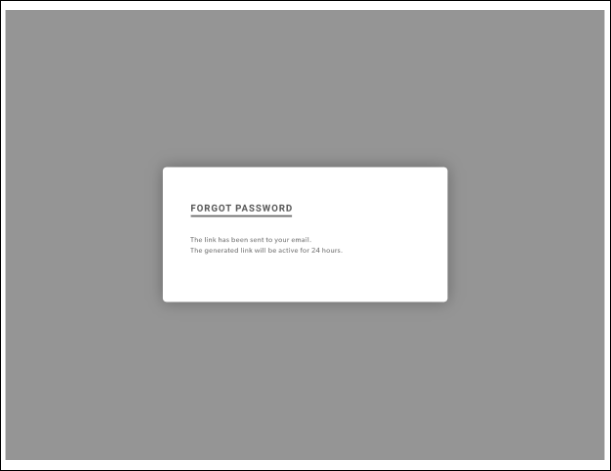 FORGOT PASSWORD
The link has been sent to your email.
The generated link will be active for 24 hours.